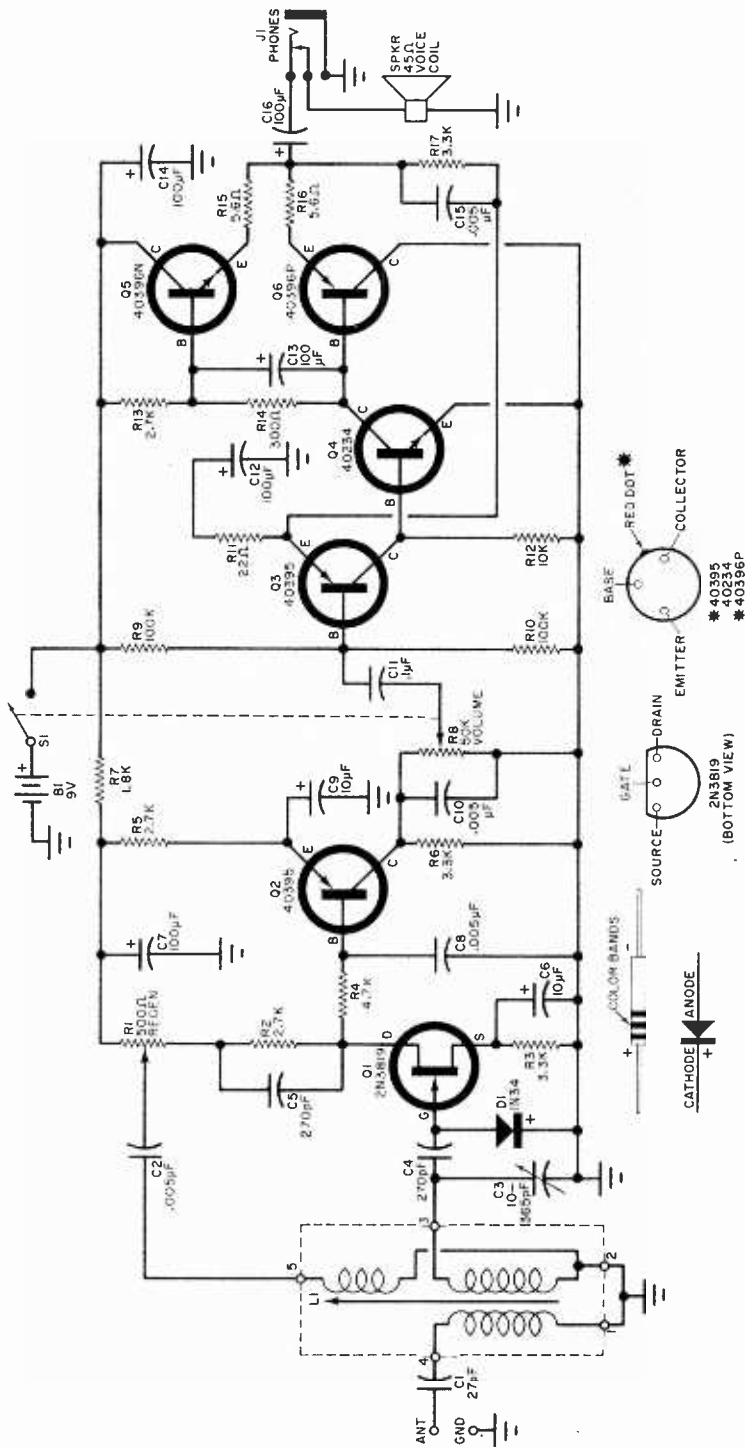 ANT
GND
C1
27pF
4
5
L1
3
1
2
C2
.005µF
C4
270pF
C3
10-
365pF
D1
1N34
+
G
D
S
Q1
2N3819
R3
3.3K
C6
10µF
+
C5
270pF
R2
2.7K
R1
500Ω
REGEN
R4
4.7K
C7
100µF
+
C8
.005µF
B
E
C
Q2
40395
R5
2.7K
C9
10µF
+
R6
3.3K
C10
.005
µF
R8
50K
VOLUME
R7
1.8K
B1
9V
+
S1
C11
.1µF
R9
100K
R10
100K
B
E
C
Q3
40395
R11
22Ω
C12
100µF
+
R12
10K
B
C
E
Q4
40234
R13
R14
300Ω
C13
100
µF
+
B
C
E
Q5
40396N
B
E
C
Q6
40396P
R15
5.6Ω
R16
5.6Ω
C14
100µF
+
C15
.005
µF
R17
3.3K
C16
100µF
+
J1
PHONES
SPKR
45Ω
VOICE
COIL
+
COLOR BANDS
-
CATHODE
ANODE
+
SOURCE
GATE
DRAIN
2N3819
(BOTTOM VIEW)
BASE
RED DOT ✱
EMITTER
COLLECTOR
✱ 40395
40234
✱ 40396P